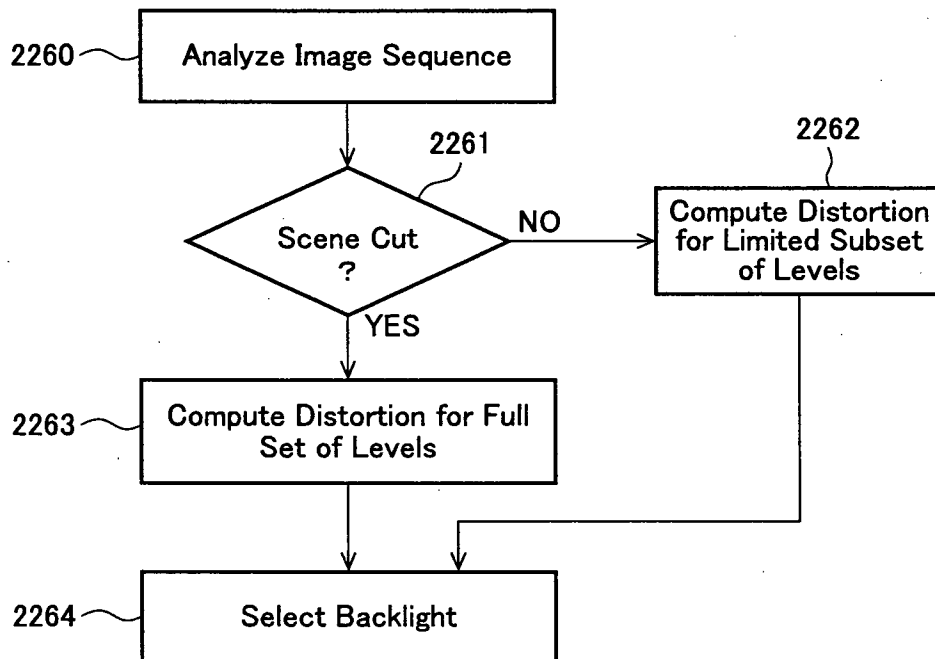 2260
Analyze Image Sequence
2261
2262
Scene Cut
?
NO
Compute Distortion
for Limited Subset
of Levels
YES
2263
Compute Distortion for Full
Set of Levels
2264
Select Backlight